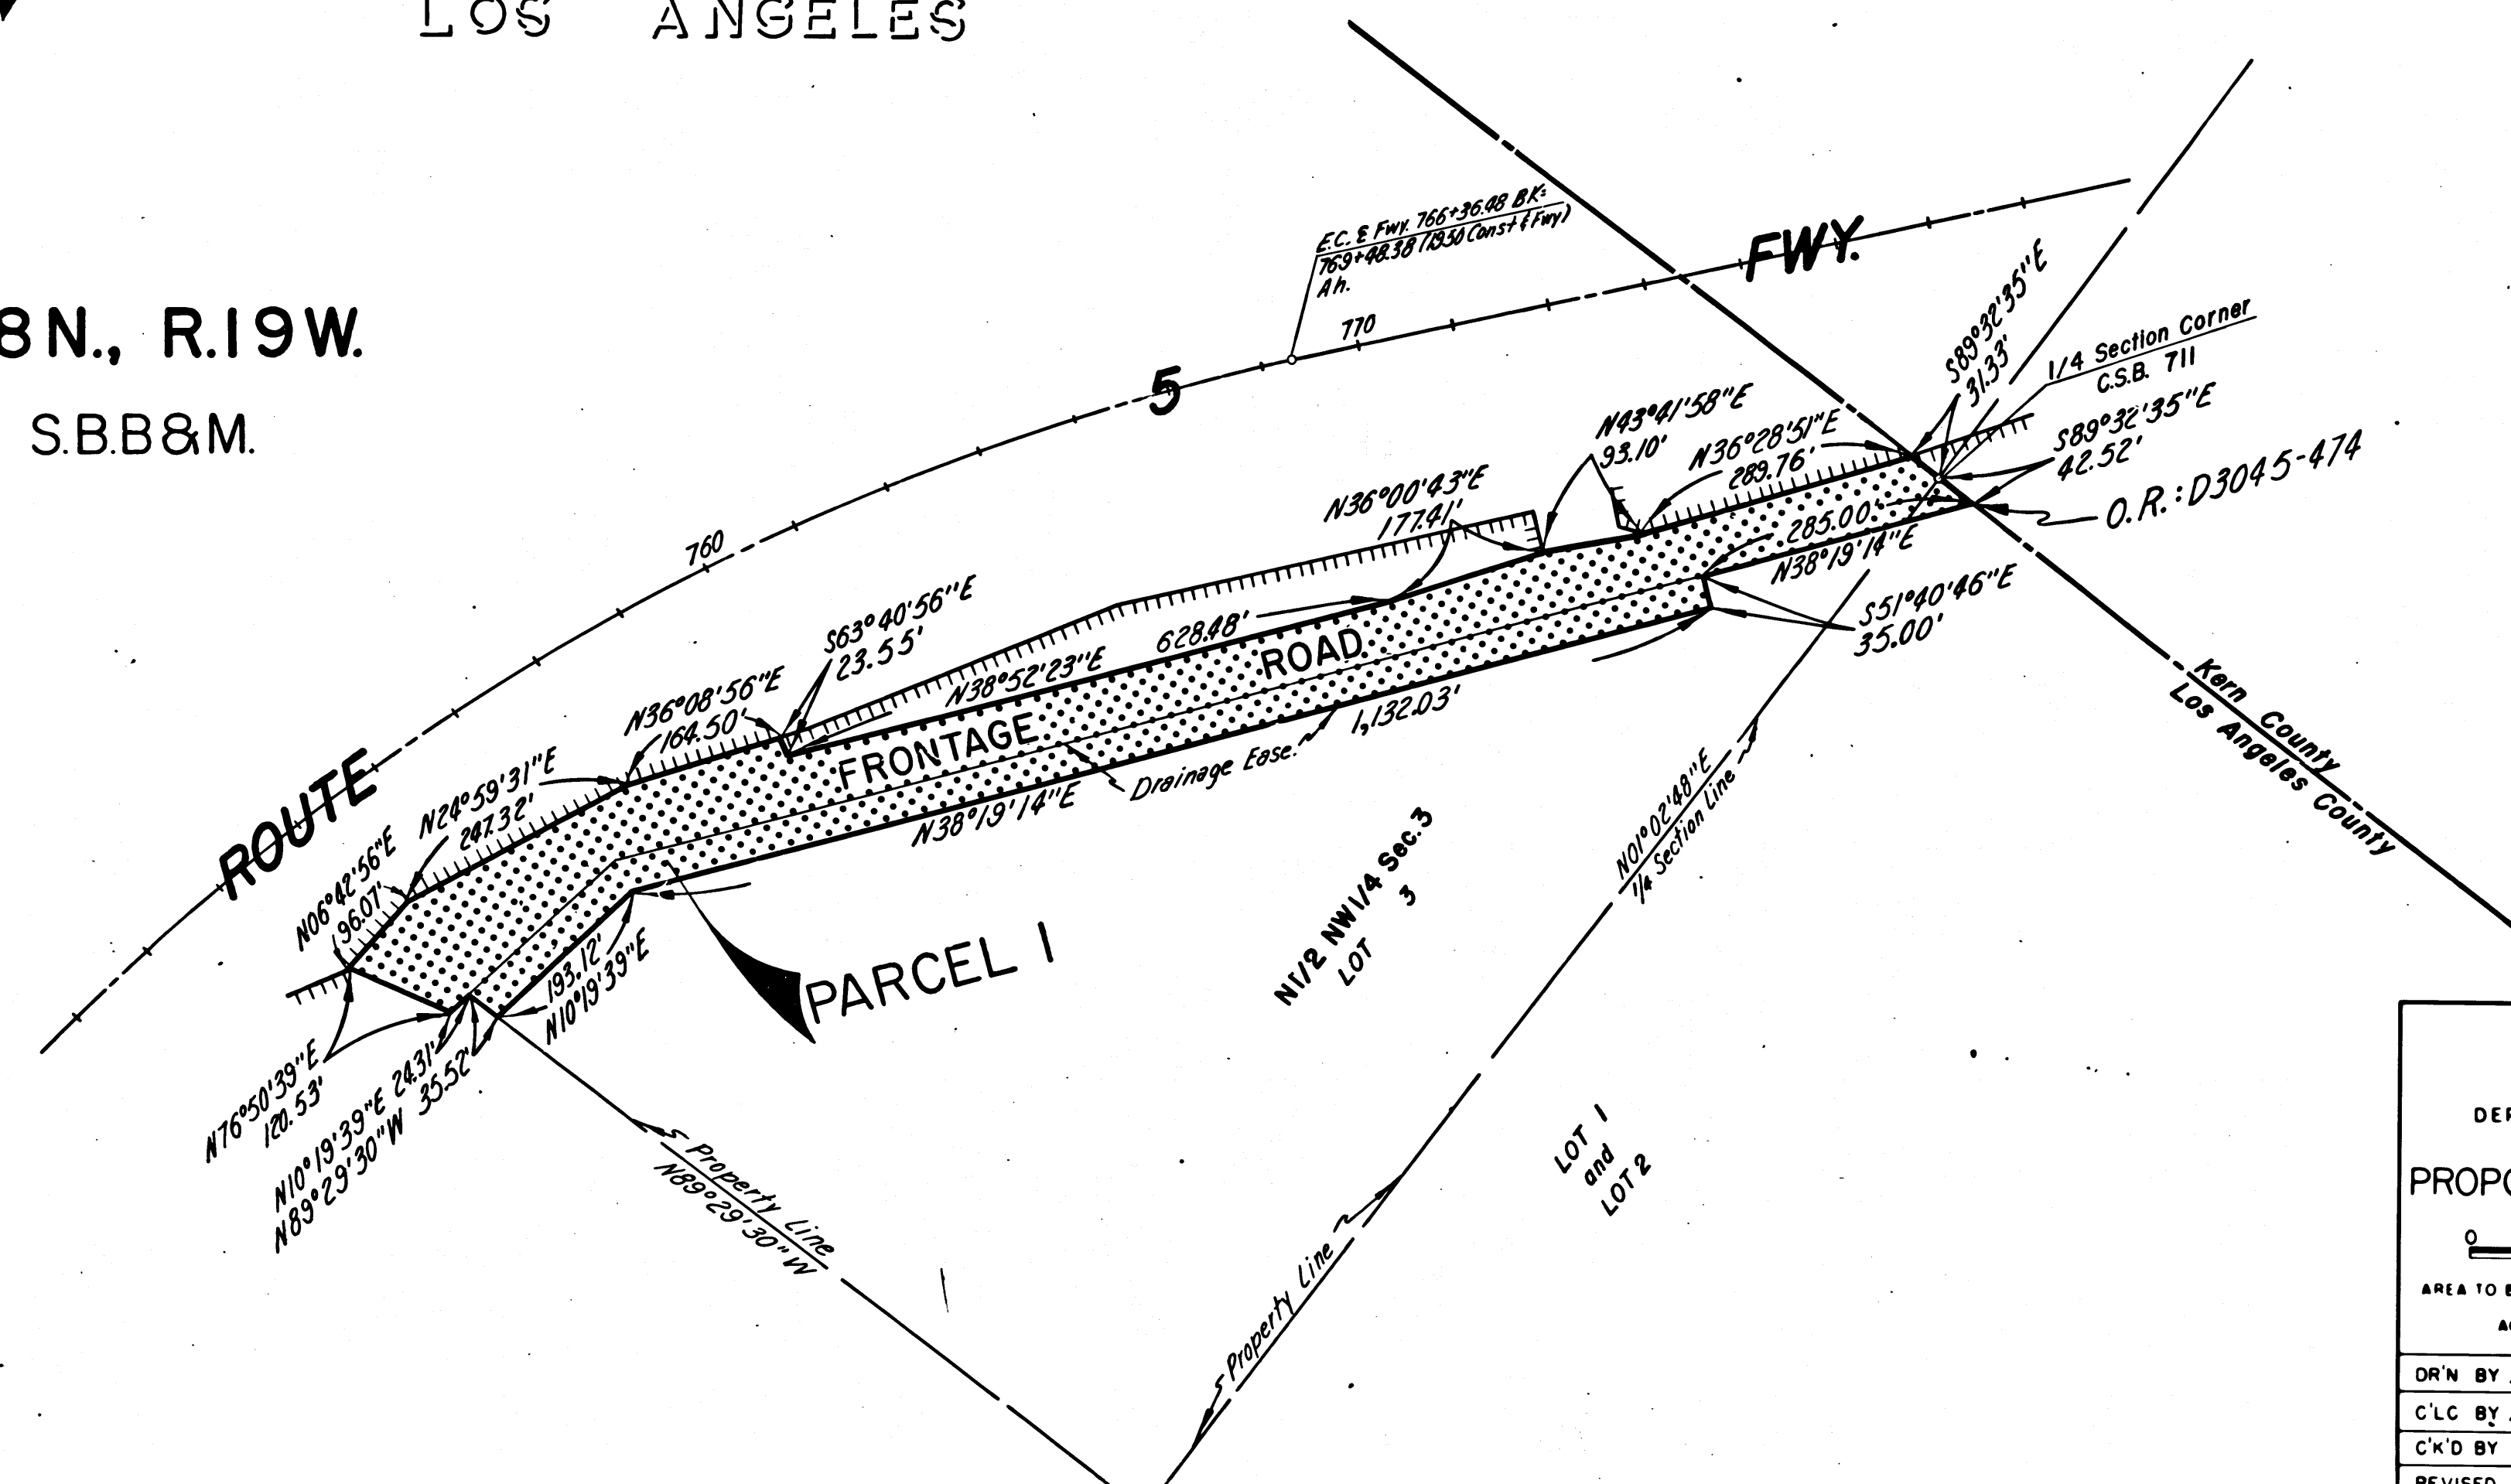 LOS ANGELES
8N., R.19W.
S.B.B&M.
E.C. ₵ Fwy. 766+36.48 BK=
769+48.38 (1950 Const ₵ Fwy)
Ah.
770
FWY.
5
760
ROUTE
S89°32'35"E
31.33'
1/4 Section Corner
C.S.B. 711
S89°32'35"E
42.52'
O.R.:D3045-474
N43°41'58"E
93.10'
N36°28'51"E
289.76'
N36°00'43"E
177.41'
285.00'
N38°19'14"E
S51°40'46"E
35.00'
S63°40'56"E
23.55'
628.48'
N38°52'23"E
N36°08'56"E
164.50'
FRONTAGE ROAD
1,132.03'
Drainage Ease.
N38°19'14"E
N24°59'31"E
247.32'
N06°42'56"E
96.07'
193.12'
N10°19'39"E
PARCEL 1
N76°50'39"E
120.53'
N10°19'39"E 24.31'
N89°29'30"W 35.52'
Property Line
N89°29'30"W
N1/2 NW1/4 Sec.3
LOT 3
N01°02'48"E
1/4 Section Line
Kern County
Los Angeles County
LOT 1
and
LOT 2
Property Line
DEP
PROPO
0
AREA TO B
DR'N BY
C'LC BY
C'K'D BY
REVISED